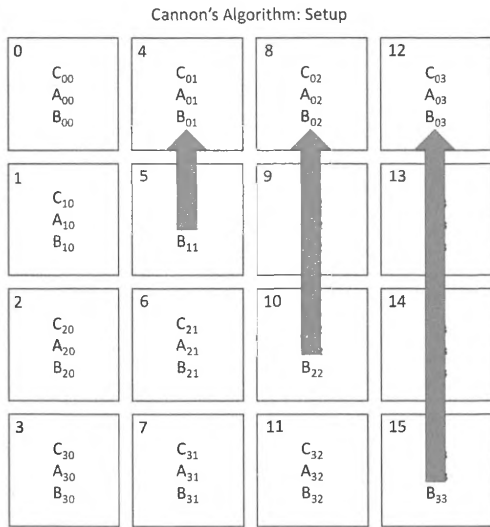 Cannon's Algorithm: Setup
0
C₀₀
A₀₀
B₀₀
4
C₀₁
A₀₁
B₀₁
8
C₀₂
A₀₂
B₀₂
12
C₀₃
A₀₃
B₀₃
1
C₁₀
A₁₀
B₁₀
5
B₁₁
9
13
2
C₂₀
A₂₀
B₂₀
6
C₂₁
A₂₁
B₂₁
10
B₂₂
14
3
C₃₀
A₃₀
B₃₀
7
C₃₁
A₃₁
B₃₁
11
C₃₂
A₃₂
B₃₂
15
B₃₃